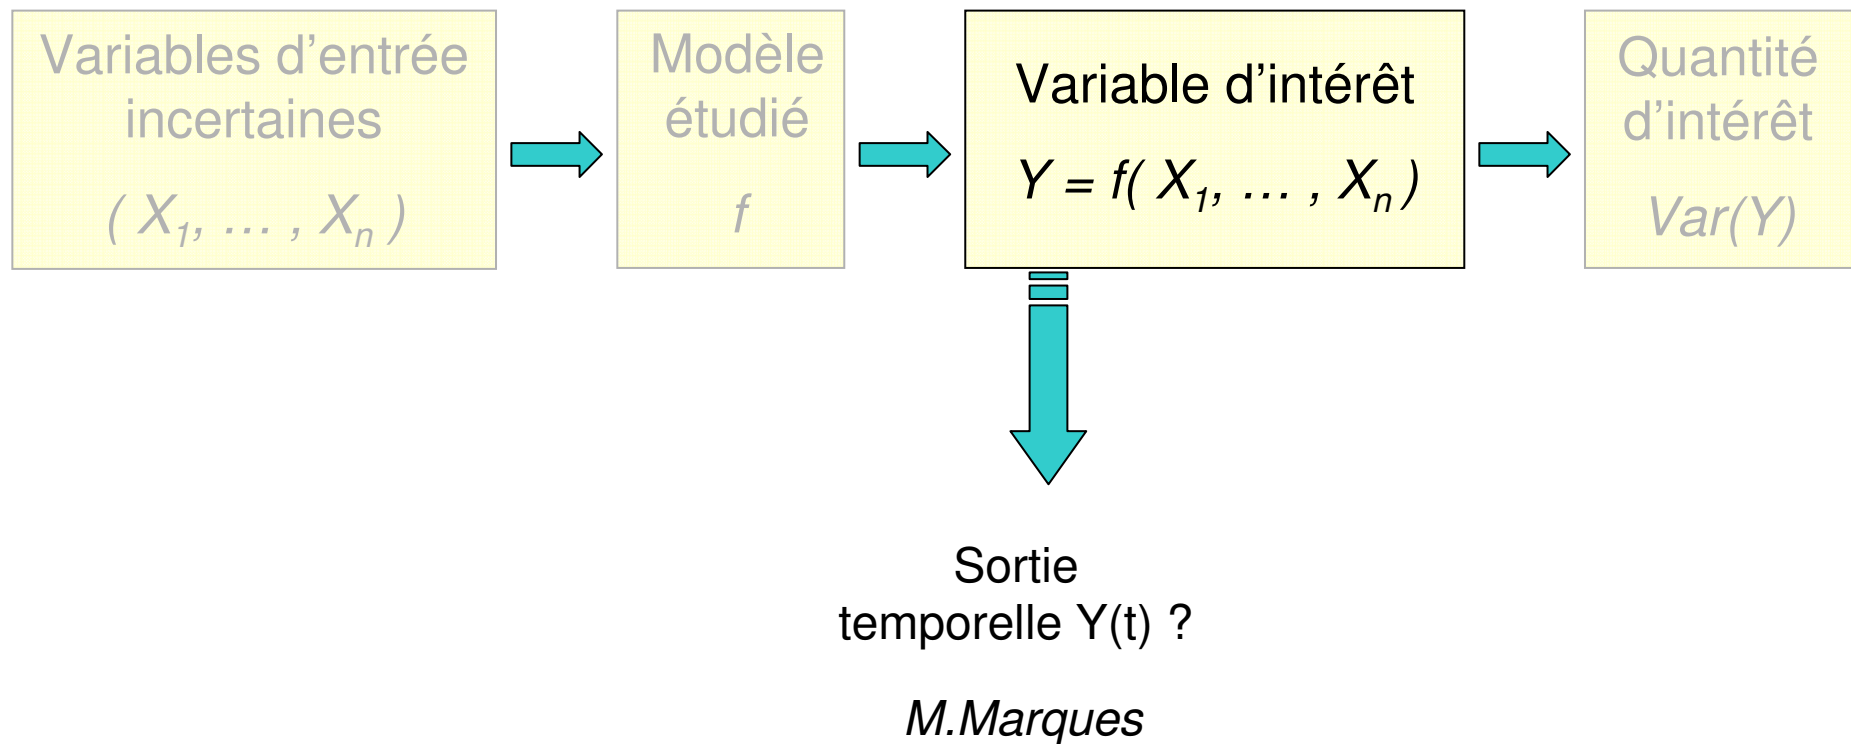 Variables d'entrée
incertaines
( X1, … , Xn )
Modèle
étudié
f
Variable d'intérêt
Y = f( X1, … , Xn )
Quantité
d'intérêt
Var(Y)
Sortie
temporelle Y(t) ?
M.Marques